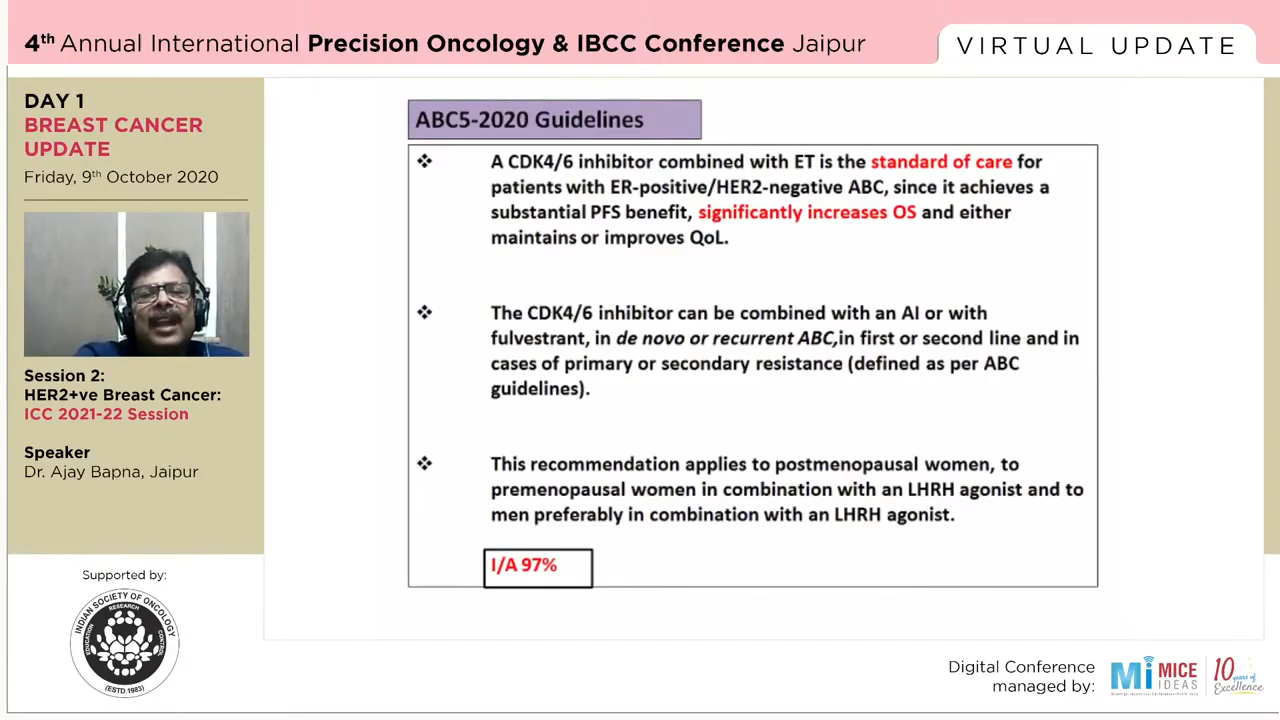 4th Annual International Precision Oncology & IBCC Conference Jaipur
VIRTUAL UPDATE
DAY 1
BREAST CANCER
UPDATE
Friday, 9th October 2020
Session 2:
HER2+ve Breast Cancer:
ICC 2021-22 Session
Speaker
Dr. Ajay Bapna, Jaipur
Supported by:
INDIAN SOCIETY OF ONCOLOGY
RESEARCH
EDUCATION
CONTROL
(ESTD.1983)
ABC5-2020 Guidelines
❖ A CDK4/6 inhibitor combined with ET is the standard of care for
patients with ER-positive/HER2-negative ABC, since it achieves a
substantial PFS benefit, significantly increases OS and either
maintains or improves QoL.
❖ The CDK4/6 inhibitor can be combined with an AI or with
fulvestrant, in de novo or recurrent ABC,in first or second line and in
cases of primary or secondary resistance (defined as per ABC
guidelines).
❖ This recommendation applies to postmenopausal women, to
premenopausal women in combination with an LHRH agonist and to
men preferably in combination with an LHRH agonist.
I/A 97%
Digital Conference
managed by:
Mi MICE
IDEAS
10 years of
Excellence